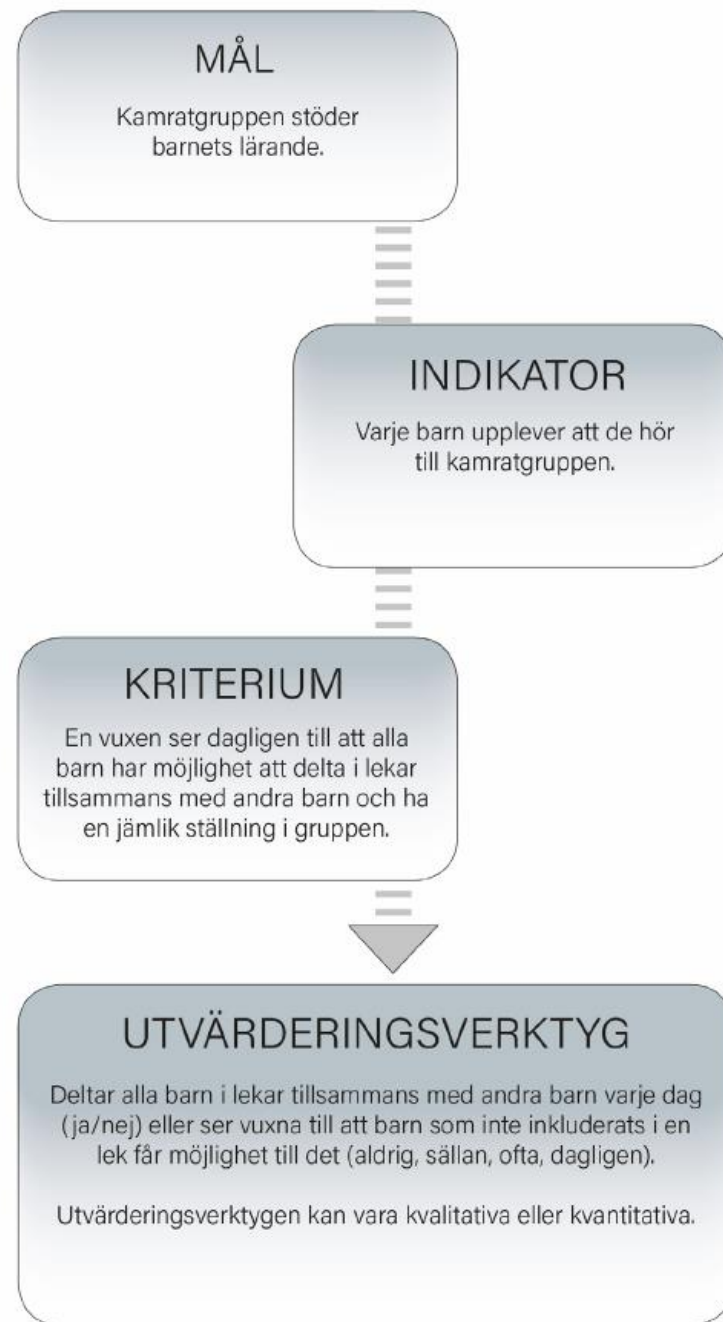 MÅL
Kamratgruppen stöder
barnets lärande.
INDIKATOR
Varje barn upplever att de hör
till kamratgruppen.
KRITERIUM
En vuxen ser dagligen till att alla
barn har möjlighet att delta i lekar
tillsammans med andra barn och ha
en jämlik ställning i gruppen.
UTVÄRDERINGSVERKTYG
Deltar alla barn i lekar tillsammans med andra barn varje dag
(ja/nej) eller ser vuxna till att barn som inte inkluderats i en
lek får möjlighet till det (aldrig, sällan, ofta, dagligen).
Utvärderingsverktygen kan vara kvalitativa eller kvantitativa.